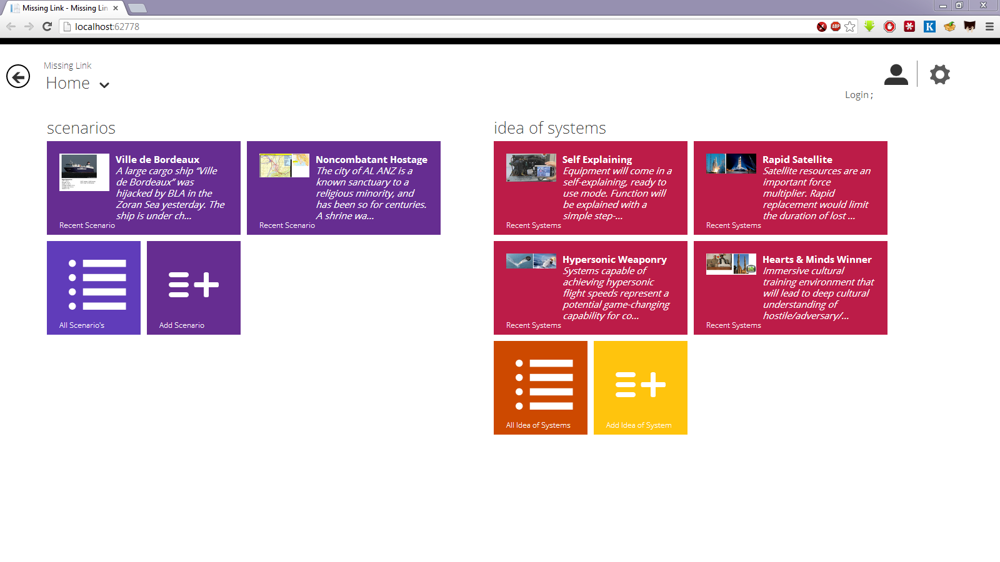 Missing Link - Missing Lin
localhost:62778
ABP
K
Missing Link
Home
Login ;
scenarios
Ville de Bordeaux
A large cargo ship “Ville
de Bordeaux” was
hijacked by BLA in the
Zoran Sea yesterday. The
ship is under ch...
Recent Scenario
Noncombatant Hostage
The city of AL ANZ is a
known sanctuary to a
religious minority, and
has been so for centuries.
A shrine wa...
Recent Scenario
All Scenario's
Add Scenario
idea of systems
Self Explaining
Equipment will come in a
self-explaining, ready to
use mode. Function will
be explained with a
simple step-...
Recent Systems
Rapid Satellite
Satellite resources are an
important force
multiplier. Rapid
replacement would limit
the duration of lost ...
Recent Systems
Hypersonic Weaponry
Systems capable of
achieving hypersonic
flight speeds represent a
potential game-changing
capability for co...
Recent Systems
Hearts & Minds Winner
Immersive cultural
training environment that
will lead to deep cultural
understanding of
hostile/adversary/...
Recent Systems
All Idea of Systems
Add Idea of System